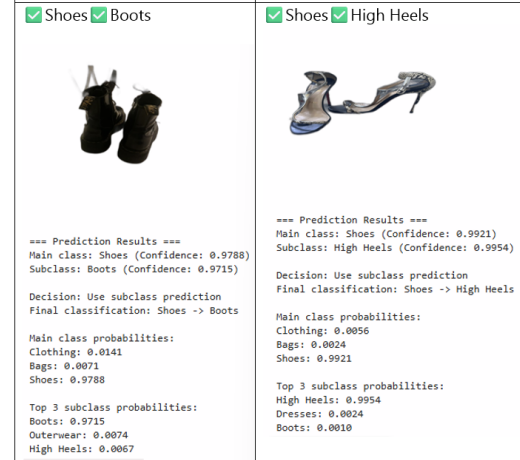 ✅ Shoes ✅ Boots
=== Prediction Results ===
Main class: Shoes (Confidence: 0.9788)
Subclass: Boots (Confidence: 0.9715)
Decision: Use subclass prediction
Final classification: Shoes -> Boots
Main class probabilities:
Clothing: 0.0141
Bags: 0.0071
Shoes: 0.9788
Top 3 subclass probabilities:
Boots: 0.9715
Outerwear: 0.0074
High Heels: 0.0067
✅ Shoes ✅ High Heels
=== Prediction Results ===
Main class: Shoes (Confidence: 0.9921)
Subclass: High Heels (Confidence: 0.9954)
Decision: Use subclass prediction
Final classification: Shoes -> High Heels
Main class probabilities:
Clothing: 0.0056
Bags: 0.0024
Shoes: 0.9921
Top 3 subclass probabilities:
High Heels: 0.9954
Dresses: 0.0024
Boots: 0.0010